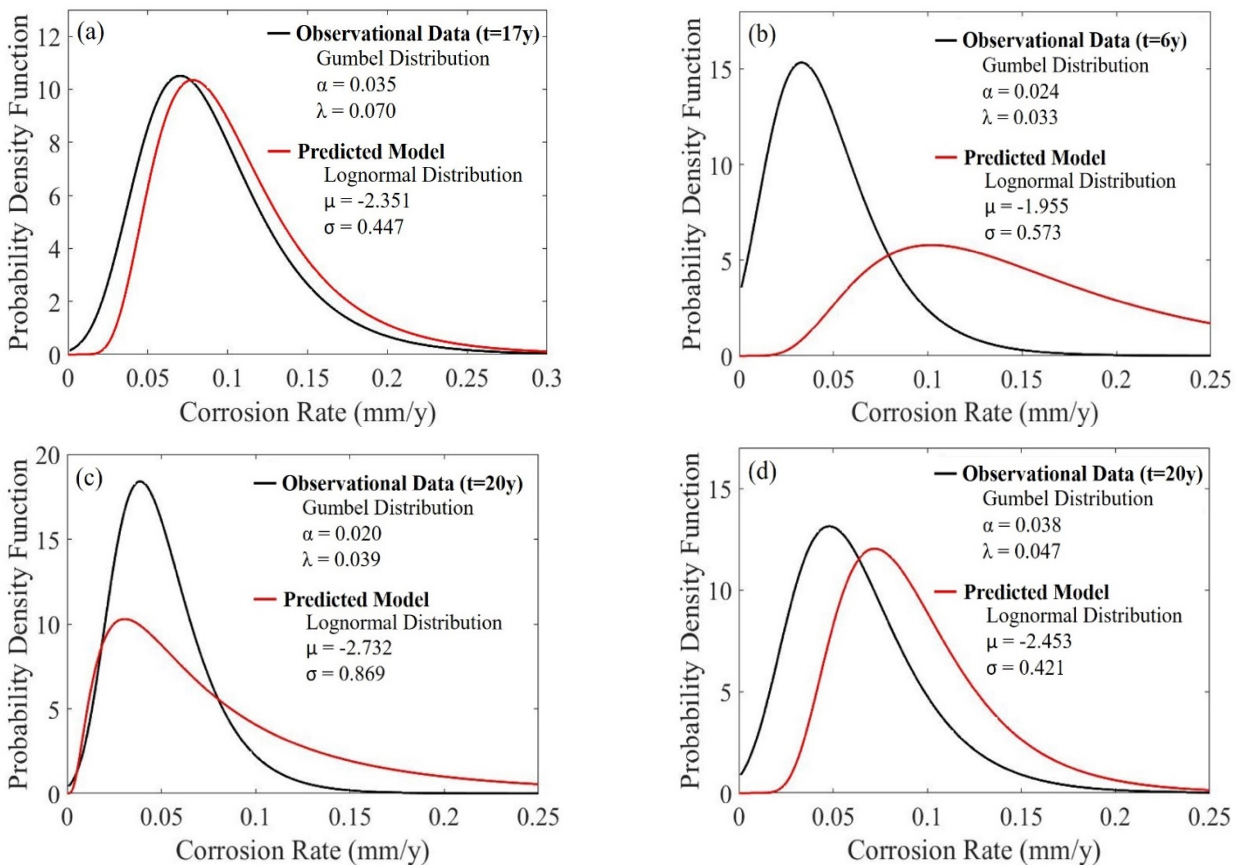 (a)
Observational Data (t=17y)
Gumbel Distribution
α = 0.035
λ = 0.070
Predicted Model
Lognormal Distribution
μ = -2.351
σ = 0.447
Probability Density Function
12
10
8
6
4
2
0
0 0.05 0.1 0.15 0.2 0.25 0.3
Corrosion Rate (mm/y)
(b)
Observational Data (t=6y)
Gumbel Distribution
α = 0.024
λ = 0.033
Predicted Model
Lognormal Distribution
μ = -1.955
σ = 0.573
Probability Density Function
15
10
5
0
0 0.05 0.1 0.15 0.2 0.25
Corrosion Rate (mm/y)
(c)
Observational Data (t=20y)
Gumbel Distribution
α = 0.020
λ = 0.039
Predicted Model
Lognormal Distribution
μ = -2.732
σ = 0.869
Probability Density Function
20
15
10
5
0
0 0.05 0.1 0.15 0.2 0.25
Corrosion Rate (mm/y)
(d)
Observational Data (t=20y)
Gumbel Distribution
α = 0.038
λ = 0.047
Predicted Model
Lognormal Distribution
μ = -2.453
σ = 0.421
Probability Density Function
15
10
5
0
0 0.05 0.1 0.15 0.2 0.25
Corrosion Rate (mm/y)